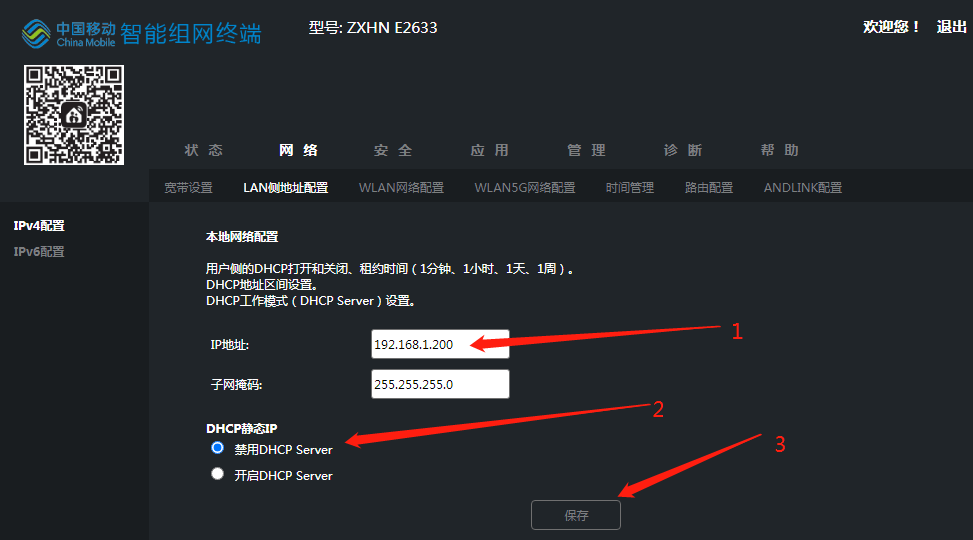 中国移动
China Mobile
智能组网终端
型号: ZXHN E2633
欢迎您！ 退出
状 态 网 络 安 全 应 用 管 理 诊 断 帮 助
宽带设置 LAN侧地址配置 WLAN网络配置 WLAN5G网络配置 时间管理 路由配置 ANDLINK配置
IPv4配置
IPv6配置
本地网络配置
用户侧的DHCP打开和关闭、租约时间（1分钟、1小时、1天、1周）。
DHCP地址区间设置。
DHCP工作模式（DHCP Server）设置。
IP地址: 192.168.1.200
1
子网掩码: 255.255.255.0
2
DHCP静态IP
禁用DHCP Server
3
开启DHCP Server
保存